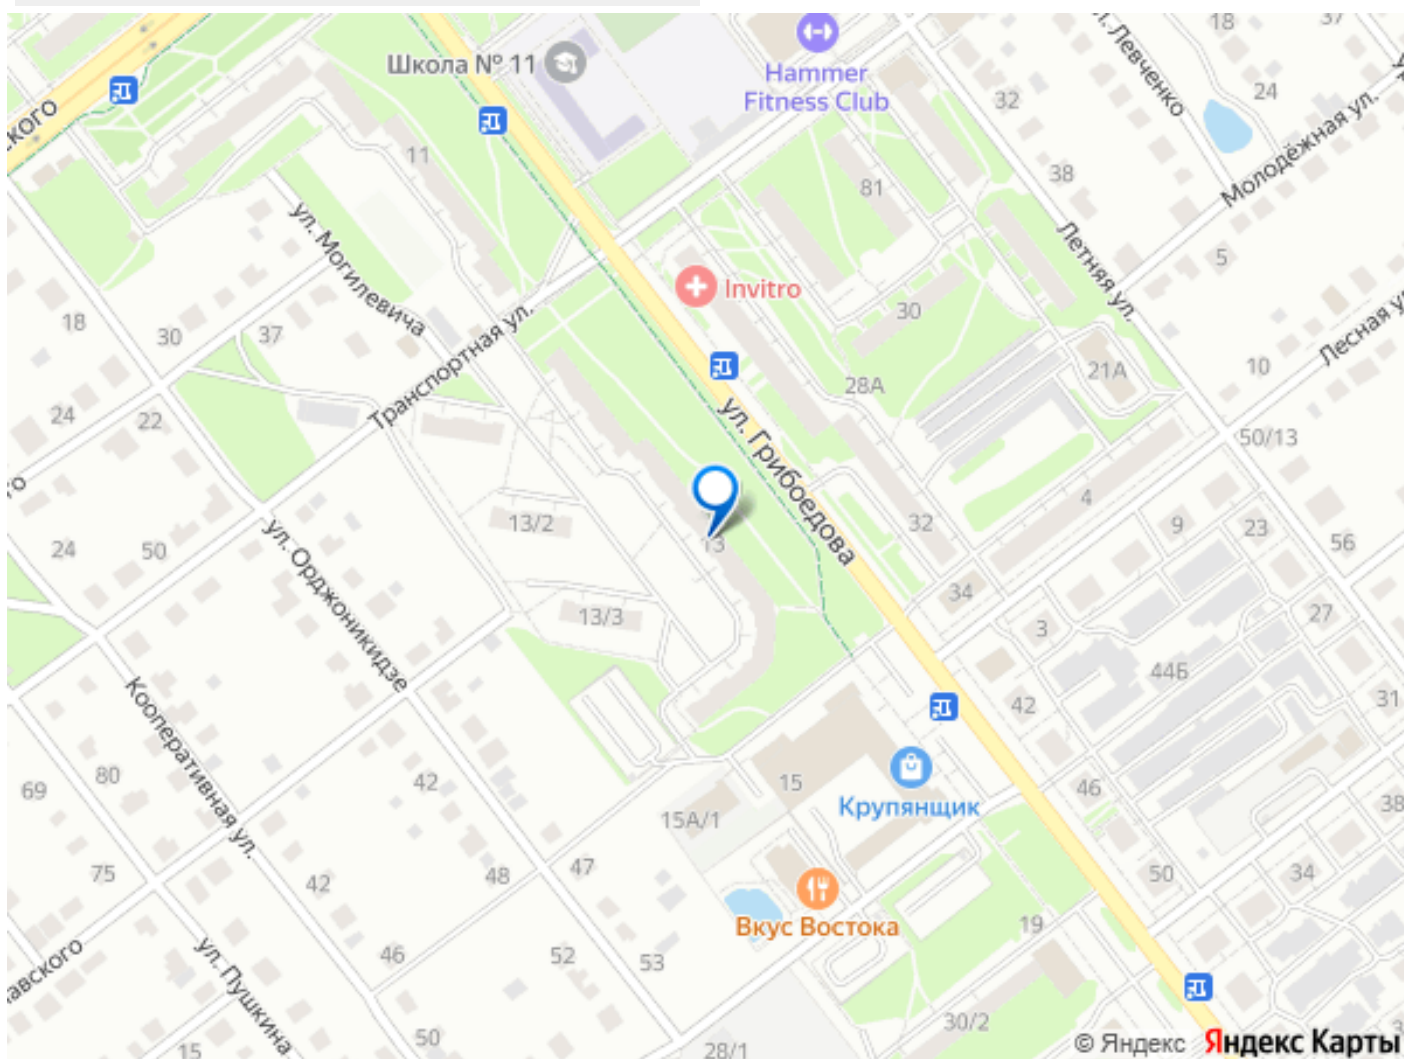 18
37
ул. Левченко
Школа № 11
Hammer
Fitness Club
32
24
Молодёжная ул.
ского
11
38
81
ул. Могилевича
Летняя ул.
5
Invitro
18
30
37
30
Лесная у
Транспортная ул.
28А
21А
10
24
22
ул. Грибоедова
50/13
4
13/2
32
9
23
13
56
24
50
ул. Орджоникидзе
34
13/3
3
27
44Б
Кооперативная ул.
42
31
80
42
15
69
Крупянщик
46
38
15А/1
75
47
48
42
50
34
Вкус Востока
19
авского
ул. Пушкина
46
52
53
50
30/2
15
28/1
© Яндекс
Яндекс Карты